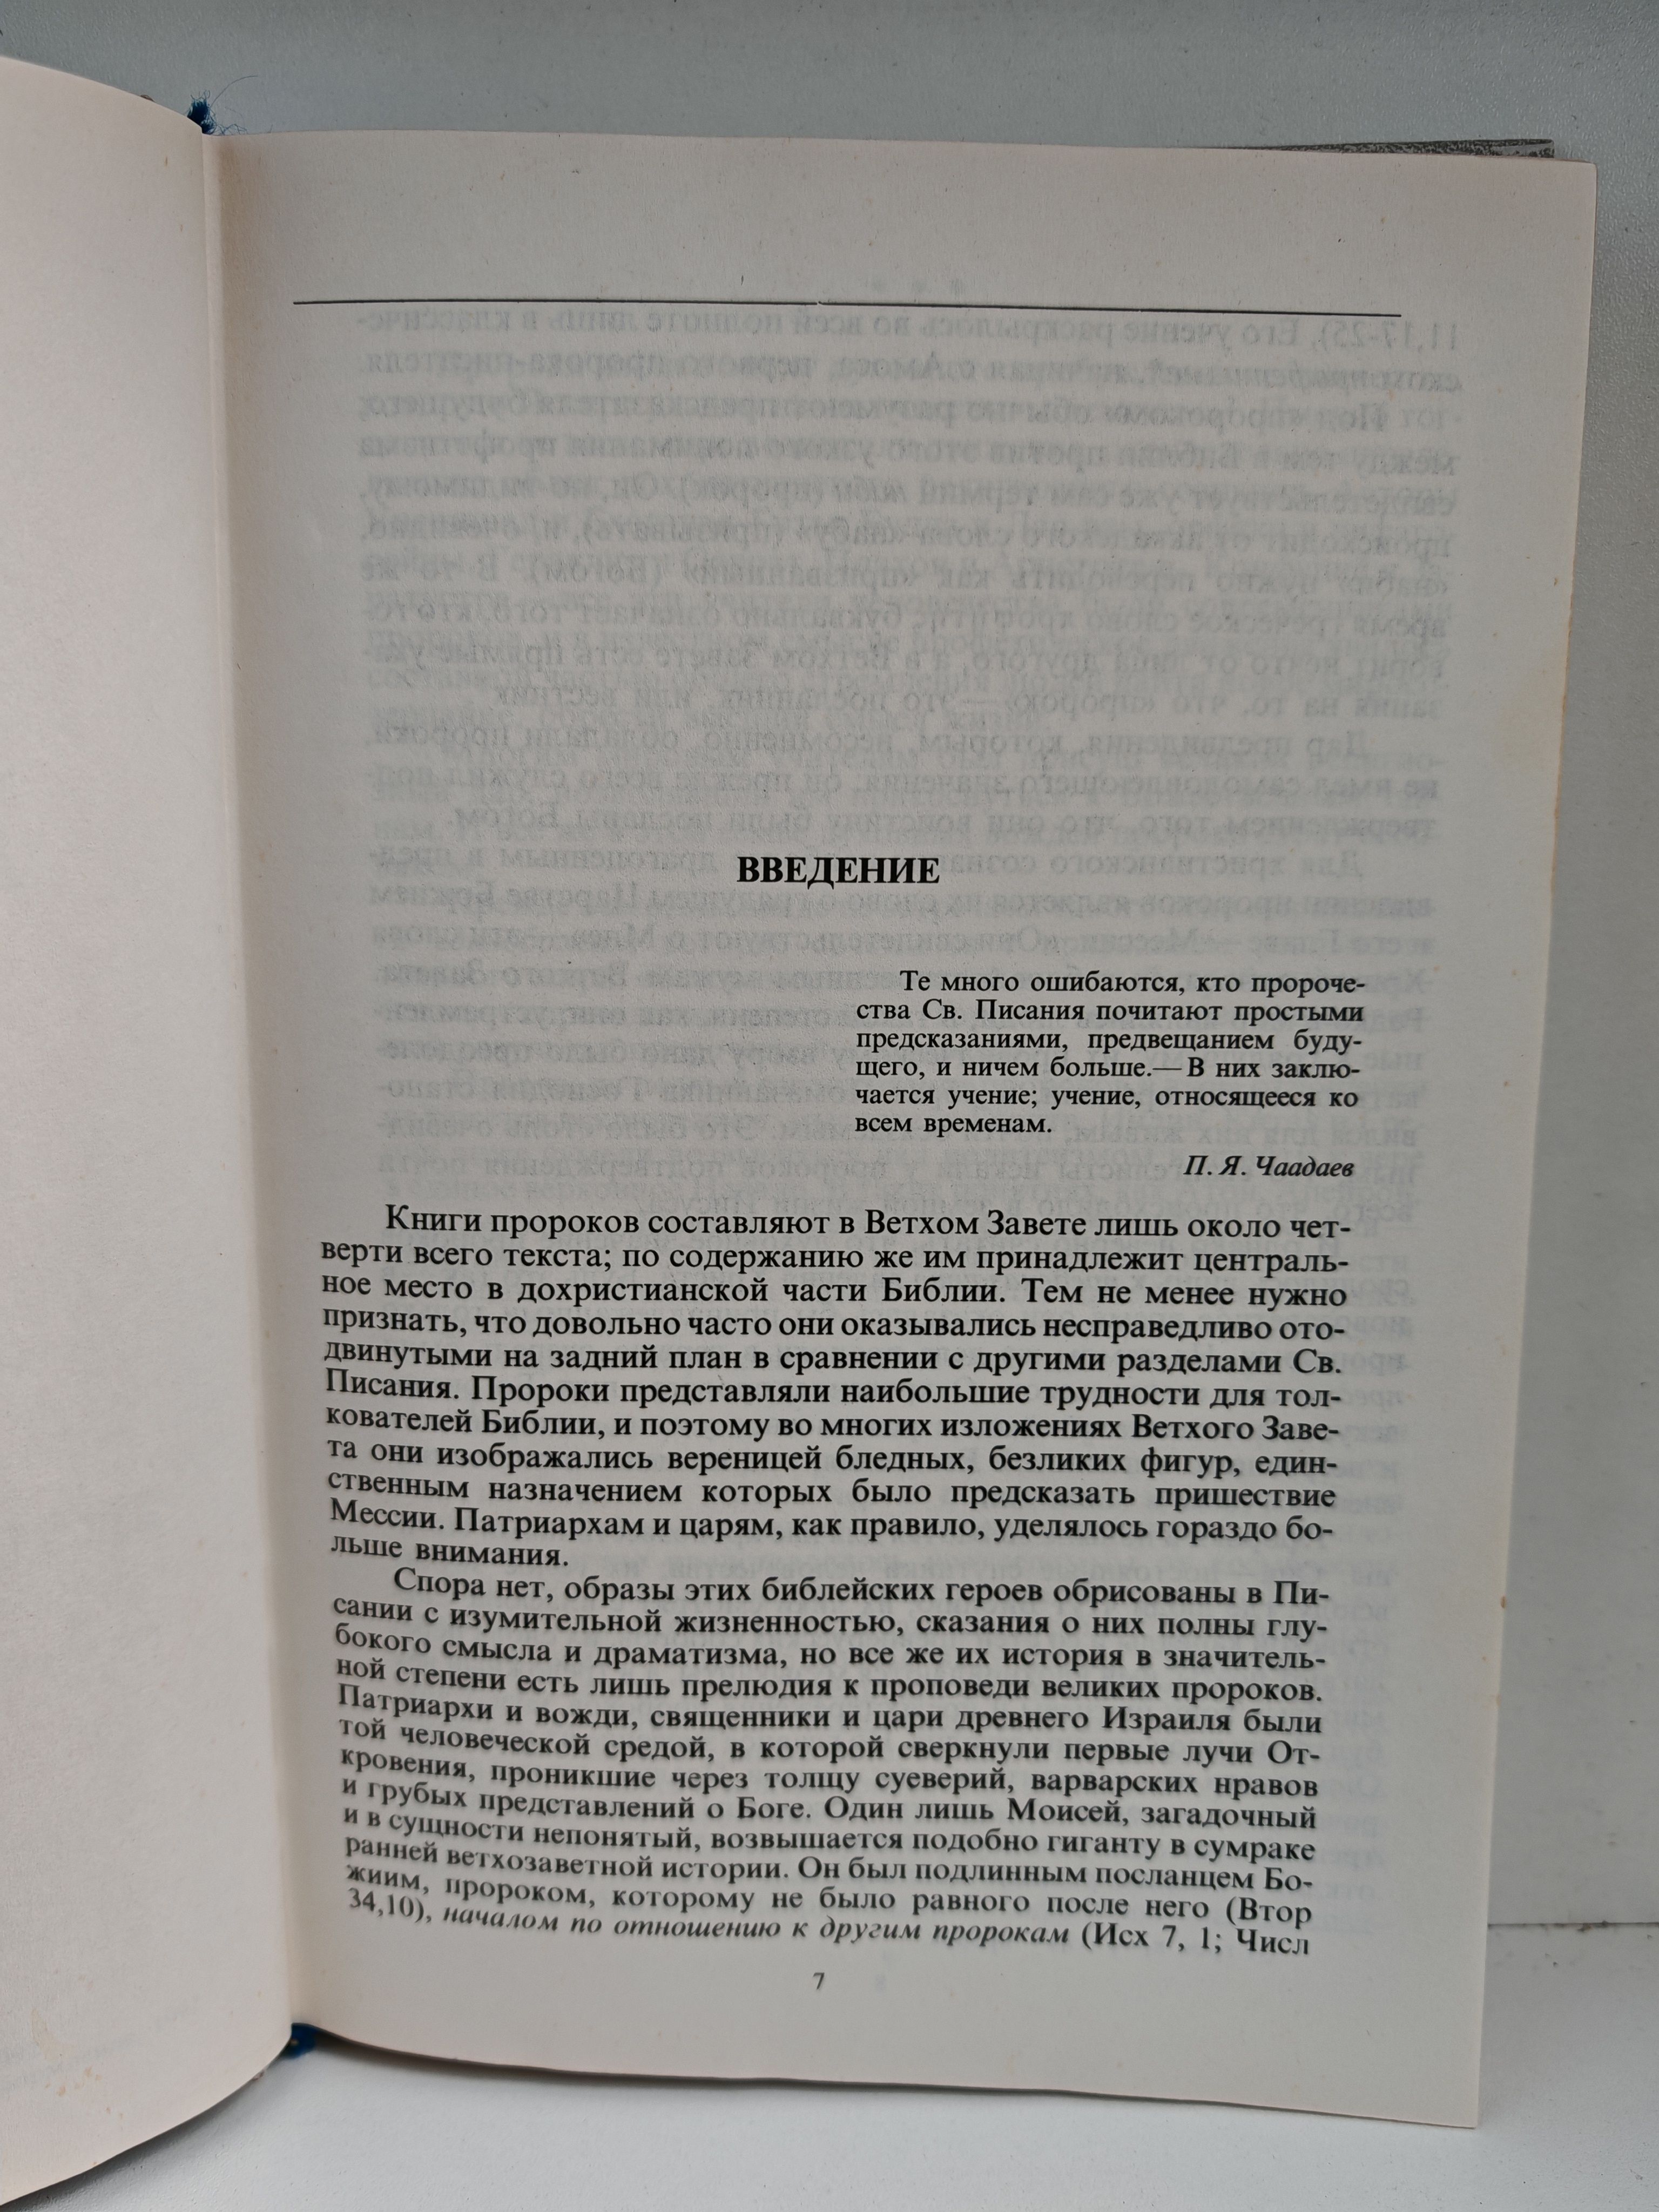 ВВЕДЕНИЕ
Те много ошибаются, кто пророче-
ства Св. Писания почитают простыми
предсказаниями, предвещанием буду-
щего, и ничем больше.— В них заклю-
чается учение; учение, относящееся ко
всем временам.
П. Я. Чаадаев
Книги пророков составляют в Ветхом Завете лишь около чет-
верти всего текста; по содержанию же им принадлежит централь-
ное место в дохристианской части Библии. Тем не менее нужно
признать, что довольно часто они оказывались несправедливо ото-
двинутыми на задний план в сравнении с другими разделами Св.
Писания. Пророки представляли наибольшие трудности для тол-
кователей Библии, и поэтому во многих изложениях Ветхого Заве-
та они изображались вереницей бледных, безликих фигур, един-
ственным назначением которых было предсказать пришествие
Мессии. Патриархам и царям, как правило, уделялось гораздо бо-
льше внимания.
Спора нет, образы этих библейских героев обрисованы в Пи-
сании с изумительной жизненностью, сказания о них полны глу-
бокого смысла и драматизма, но все же их история в значитель-
ной степени есть лишь прелюдия к проповеди великих пророков.
Патриархи и вожди, священники и цари древнего Израиля были
той человеческой средой, в которой сверкнули первые лучи От-
кровения, проникшие через толщу суеверий, варварских нравов
и грубых представлений о Боге. Один лишь Моисей, загадочный
и в сущности непонятый, возвышается подобно гиганту в сумраке
ранней ветхозаветной истории. Он был подлинным посланцем Бо-
жиим, пророком, которому не было равного после него (Втор
34,10), началом по отношению к другим пророкам (Исх 7, 1; Числ
7